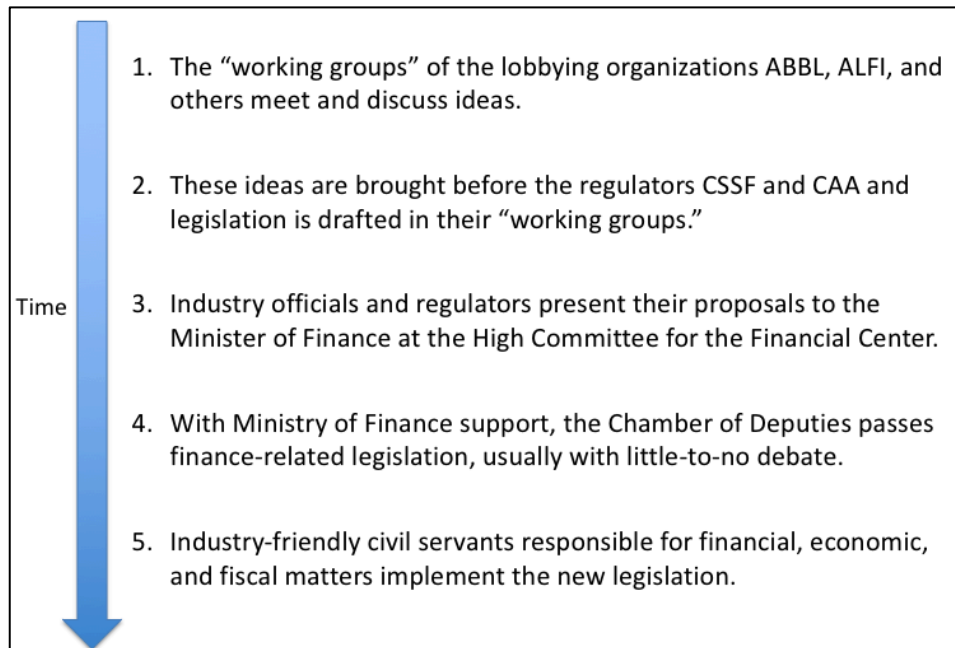 1. The “working groups” of the lobbying organizations ABBL, ALFI, and
others meet and discuss ideas.
2. These ideas are brought before the regulators CSSF and CAA and
legislation is drafted in their “working groups.”
Time
3. Industry officials and regulators present their proposals to the
Minister of Finance at the High Committee for the Financial Center.
4. With Ministry of Finance support, the Chamber of Deputies passes
finance-related legislation, usually with little-to-no debate.
5. Industry-friendly civil servants responsible for financial, economic,
and fiscal matters implement the new legislation.